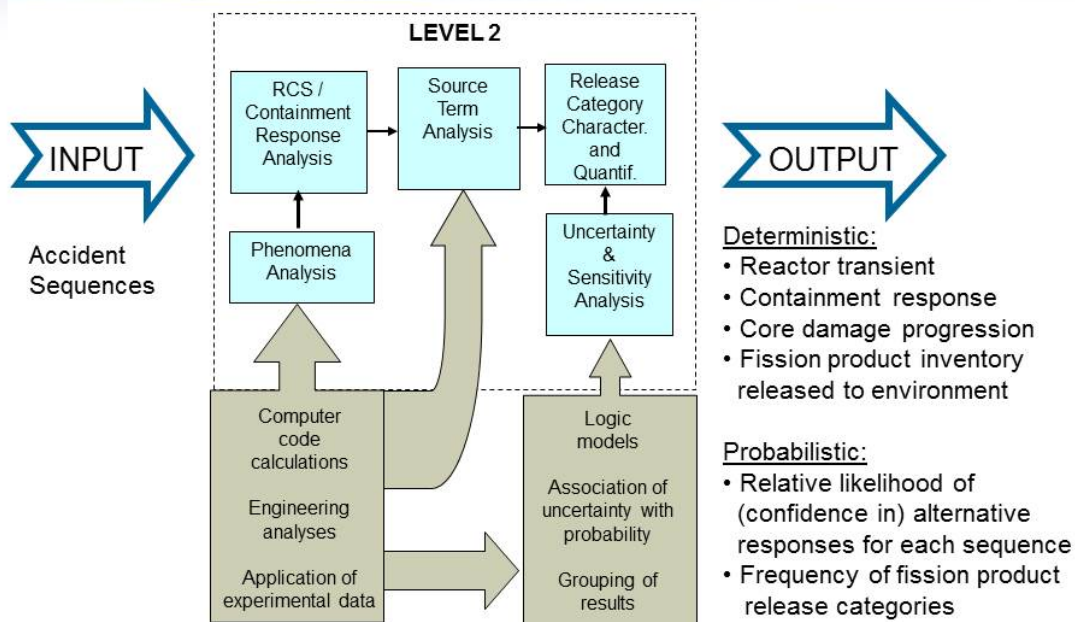 LEVEL 2
INPUT
Accident
Sequences
RCS /
Containment
Response
Analysis
Source
Term
Analysis
Release
Category
Character.
and
Quantif.
Phenomena
Analysis
Uncertainty
&
Sensitivity
Analysis
Computer
code
calculations
Engineering
analyses
Application of
experimental data
Logic
models
Association of
uncertainty with
probability
Grouping of
results
OUTPUT
Deterministic:
• Reactor transient
• Containment response
• Core damage progression
• Fission product inventory
released to environment
Probabilistic:
• Relative likelihood of
(confidence in) alternative
responses for each sequence
• Frequency of fission product
release categories